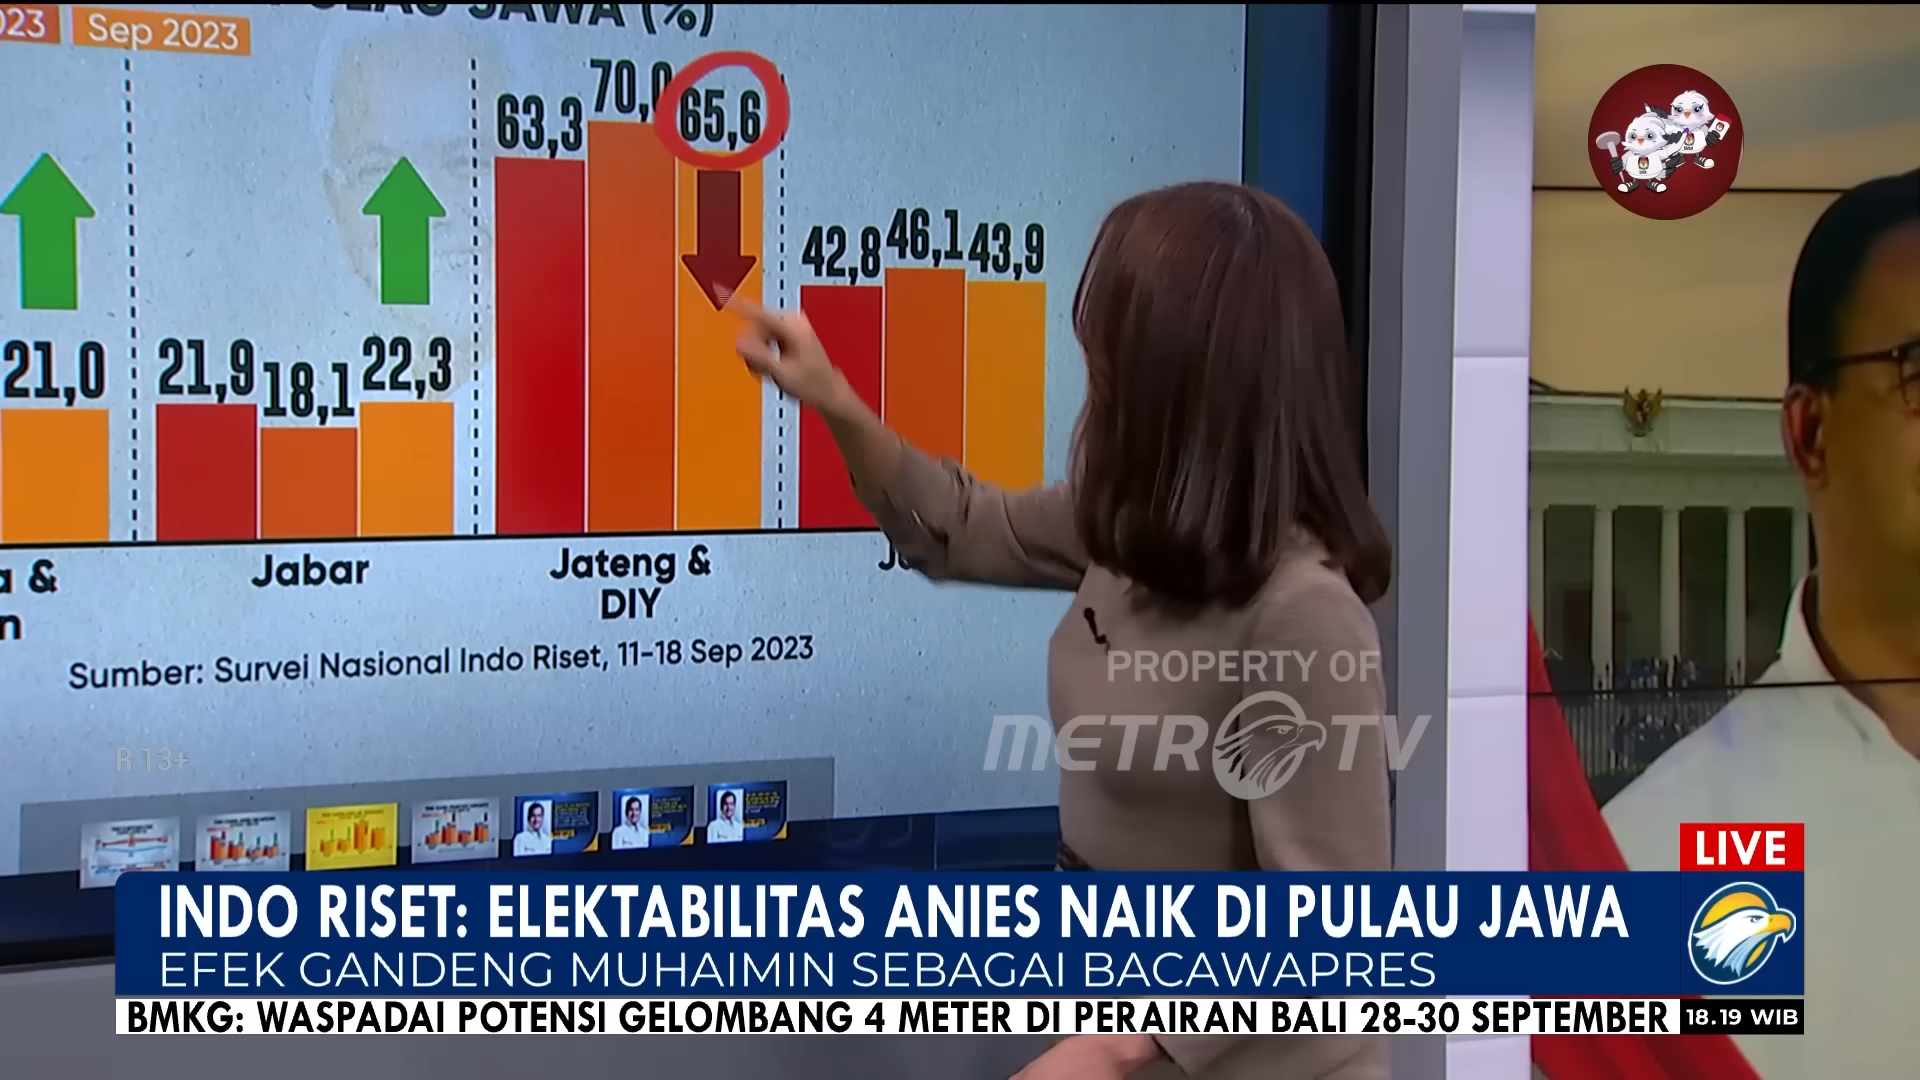 PULAU JAWA (%)
023
Sep 2023
63,3
70,0
65,6
42,8
46,1
43,9
21,0
21,9
18,1
22,3
a &
n
Jabar
Jateng &
DIY
Sumber: Survei Nasional Indo Riset, 11-18 Sep 2023
PROPERTY OF
METRO TV
R 13+
LIVE
INDO RISET: ELEKTABILITAS ANIES NAIK DI PULAU JAWA
EFEK GANDENG MUHAIMIN SEBAGAI BACAWAPRES
BMKG: WASPADAI POTENSI GELOMBANG 4 METER DI PERAIRAN BALI 28-30 SEPTEMBER
18.19 WIB